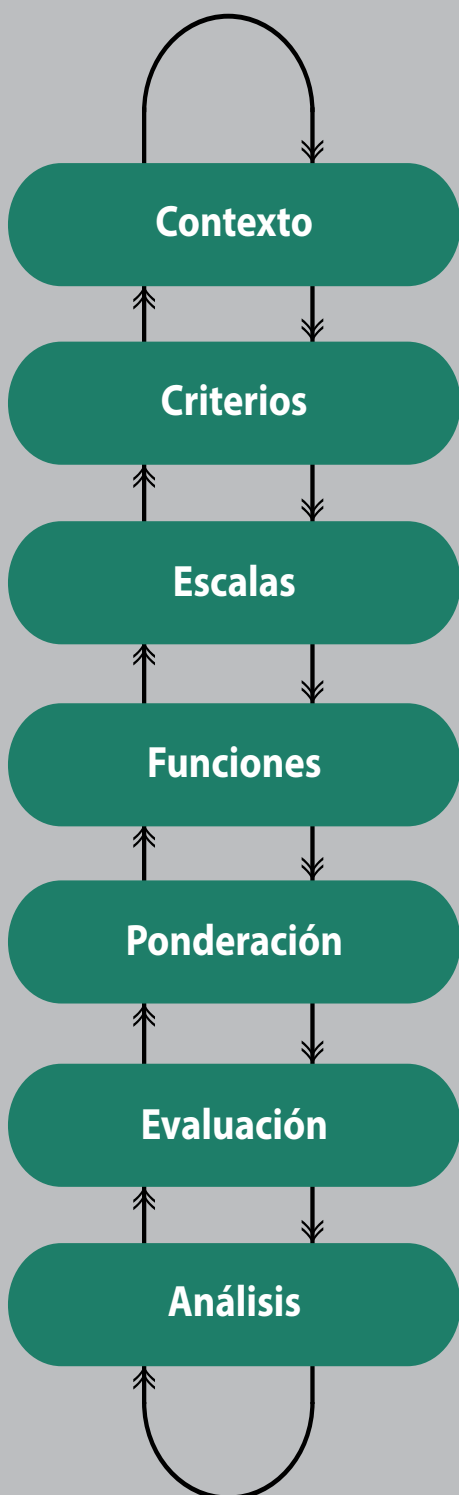 Contexto
Criterios
Escalas
Funciones
Ponderación
Evaluación
Análisis